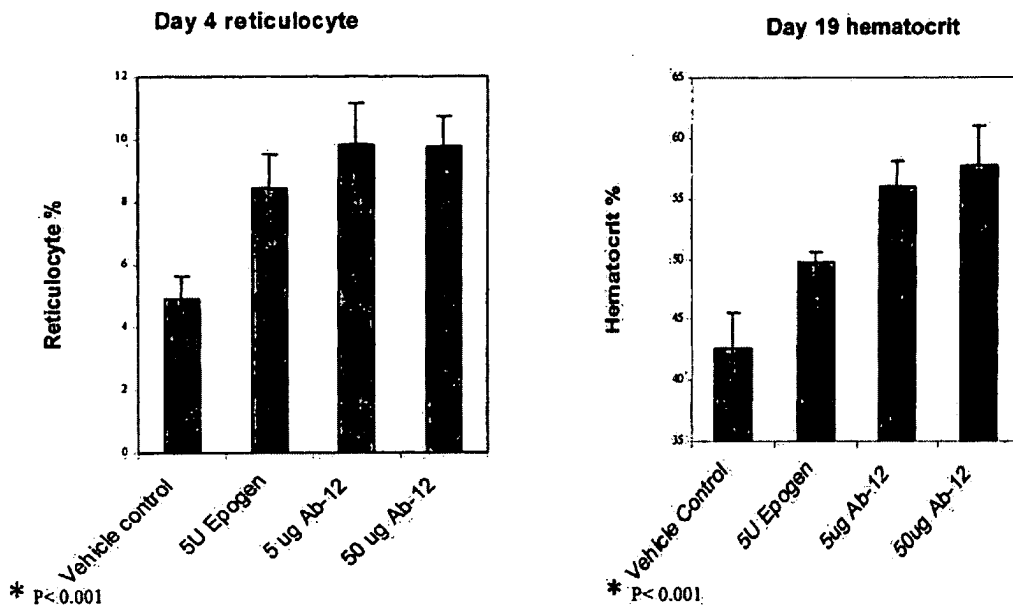 Day 4 reticulocyte
12
10
8
6
4
2
0
Reticulocyte %
Vehicle control
5U Epogen
5 ug Ab-12
50 ug Ab-12
* P< 0.001
Day 19 hematocrit
65
60
55
50
45
40
35
Hematocrit %
Vehicle Control
5U Epogen
5ug Ab-12
50ug Ab-12
* P< 0.001